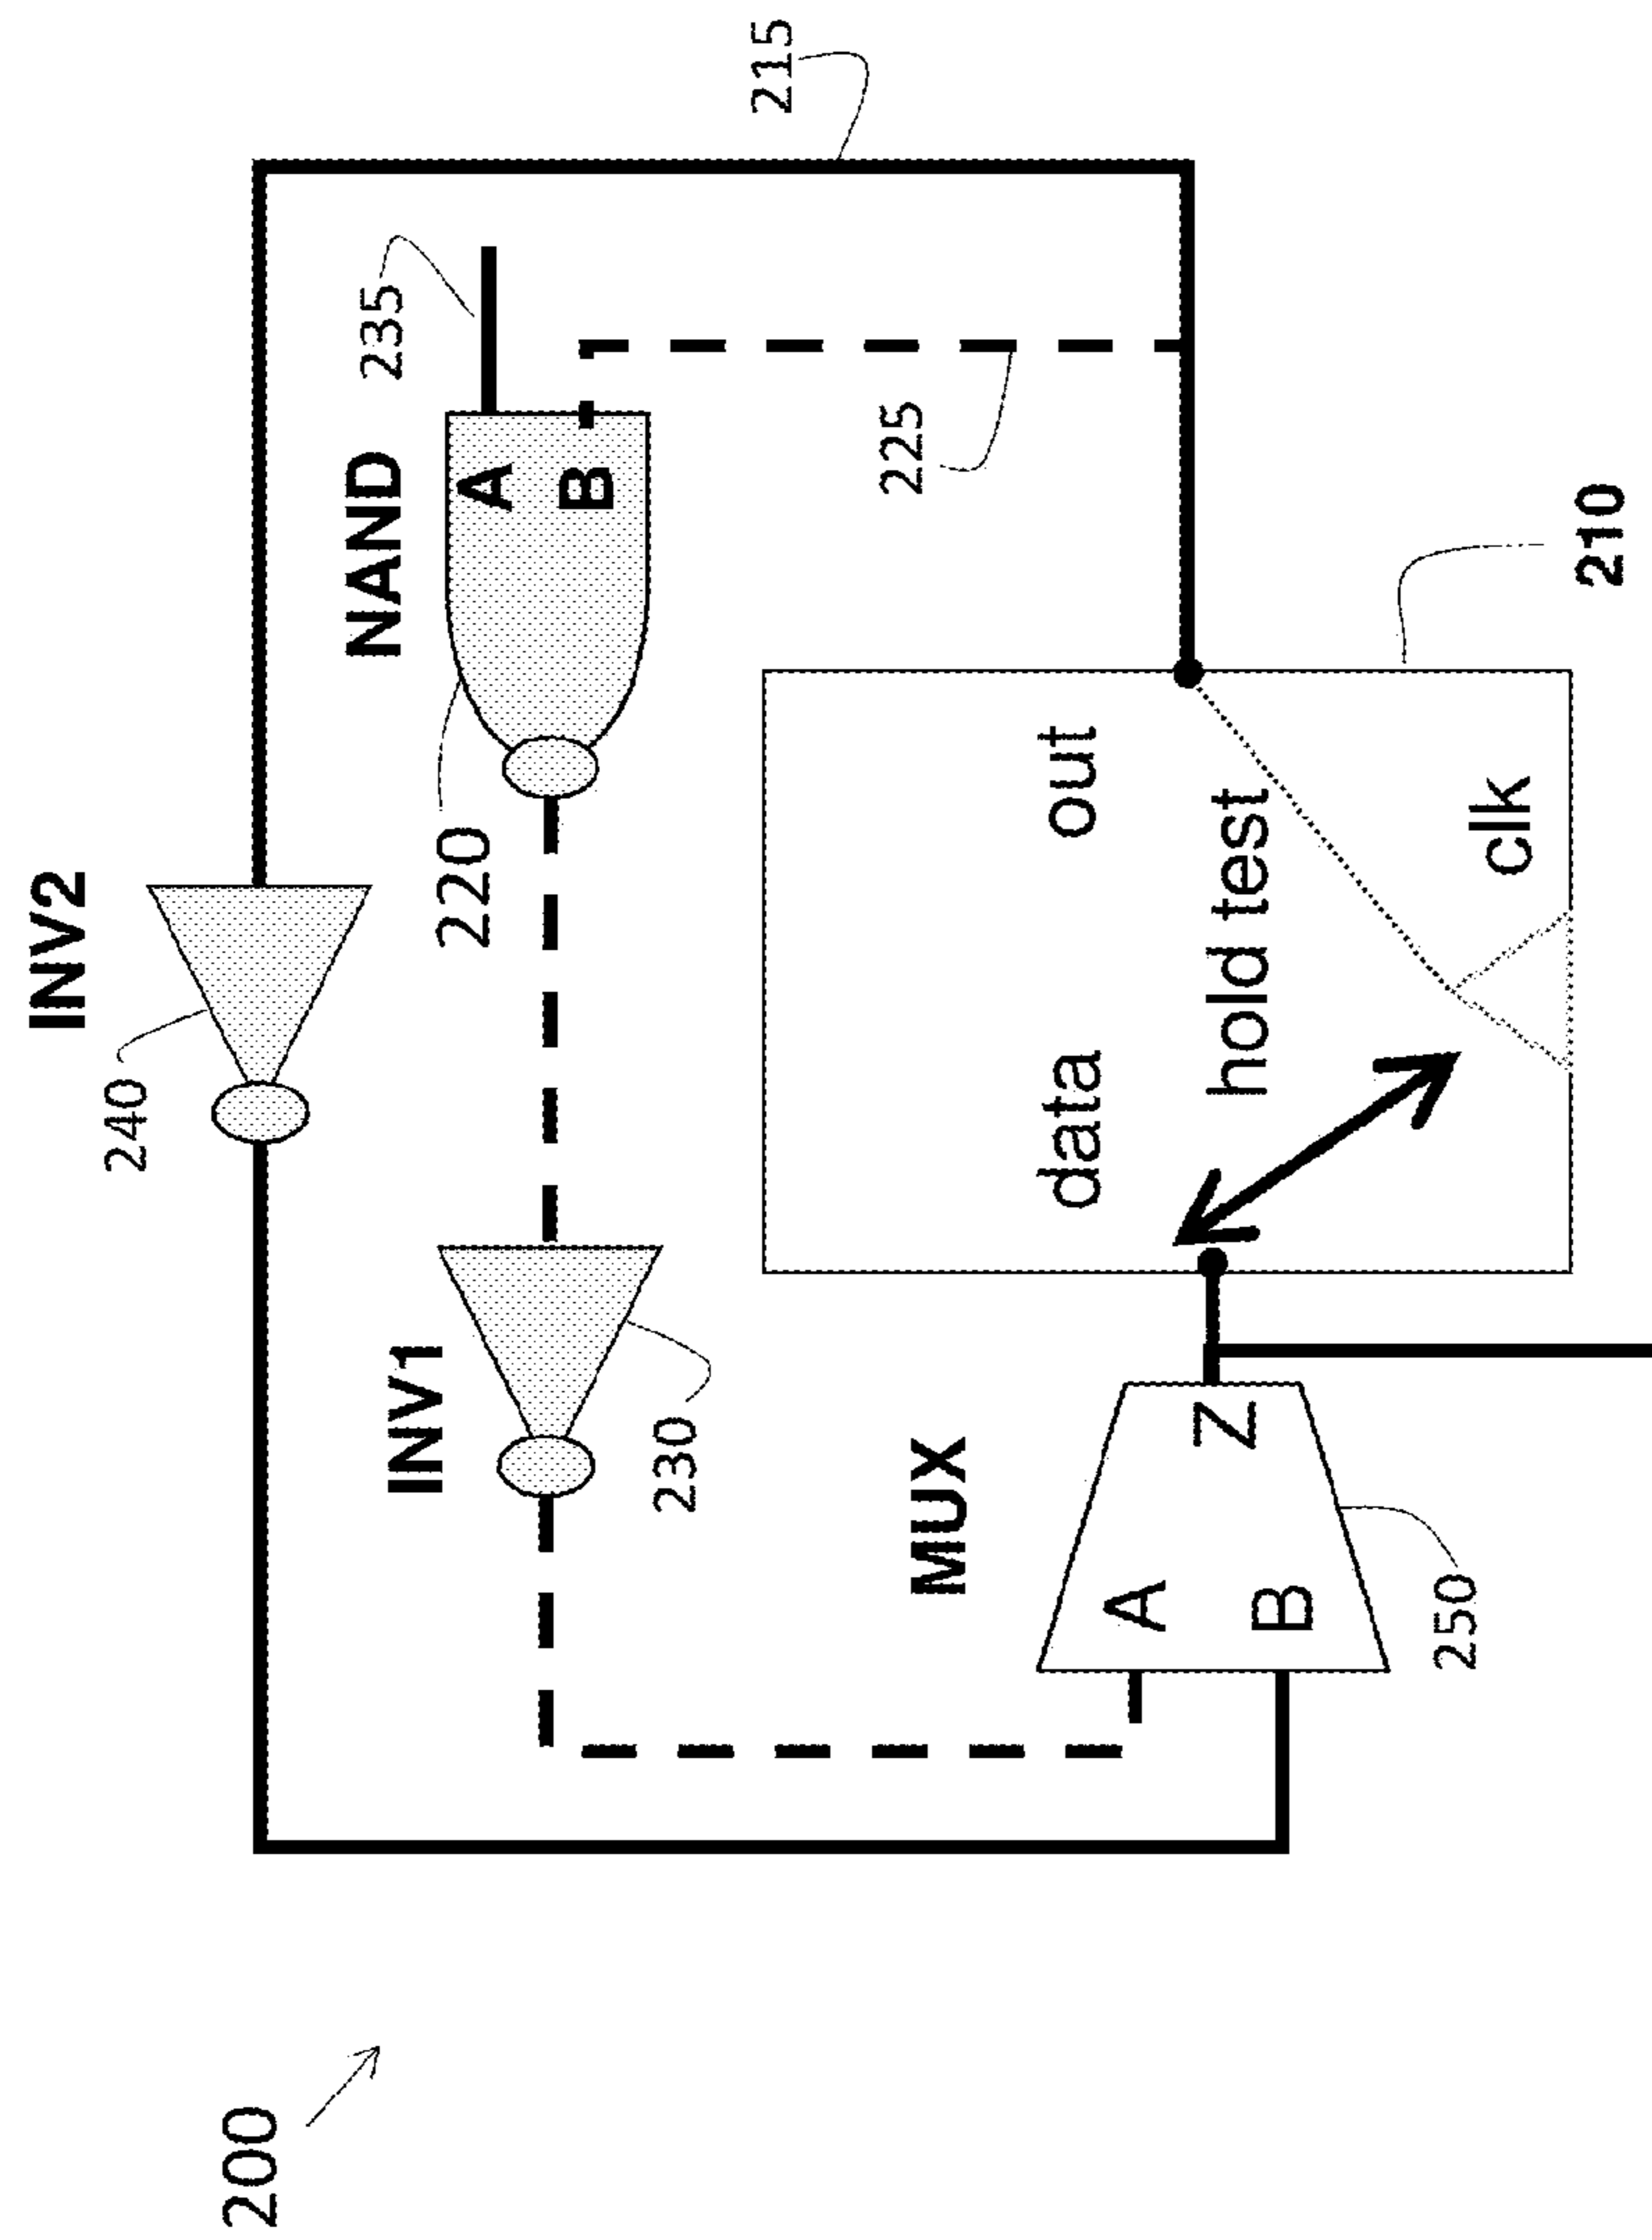 INV2
240
215
NAND
A
B
235
220
225
INV1
230
data
out
hold test
clk
210
MUX
A
B
Z
250
200